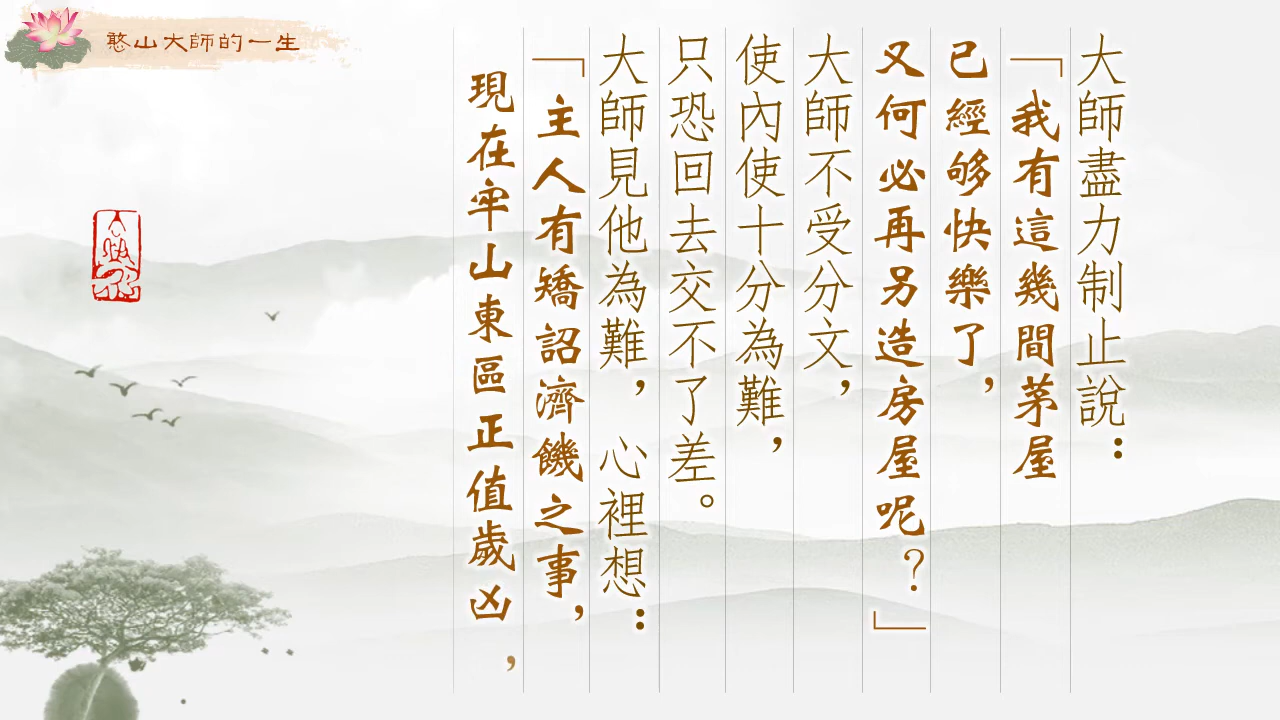 憨山大師的一生
大師盡力制止說：
「我有這幾間茅屋
已經够快樂了，
又何必再另造房屋呢？」
大師不受分文，
使內使十分為難，
只恐回去交不了差。
大師見他為難，心裡想：
「主人有矯詔濟饑之事，
現在牢山東區正值歲凶，